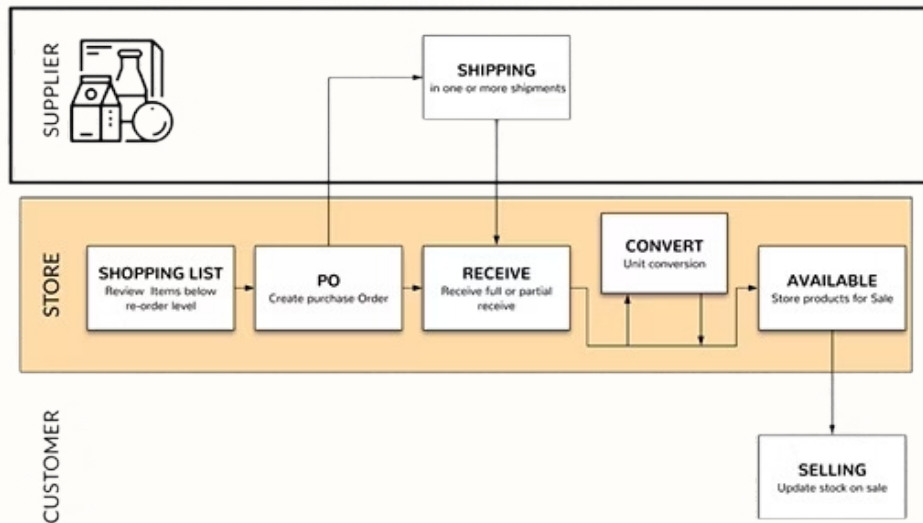 SUPPLIER
SHIPPING
in one or more shipments
STORE
SHOPPING LIST
Review Items below
re-order level
PO
Create purchase Order
RECEIVE
Receive full or partial
receive
CONVERT
Unit conversion
AVAILABLE
Store products for Sale
CUSTOMER
SELLING
Update stock on sale